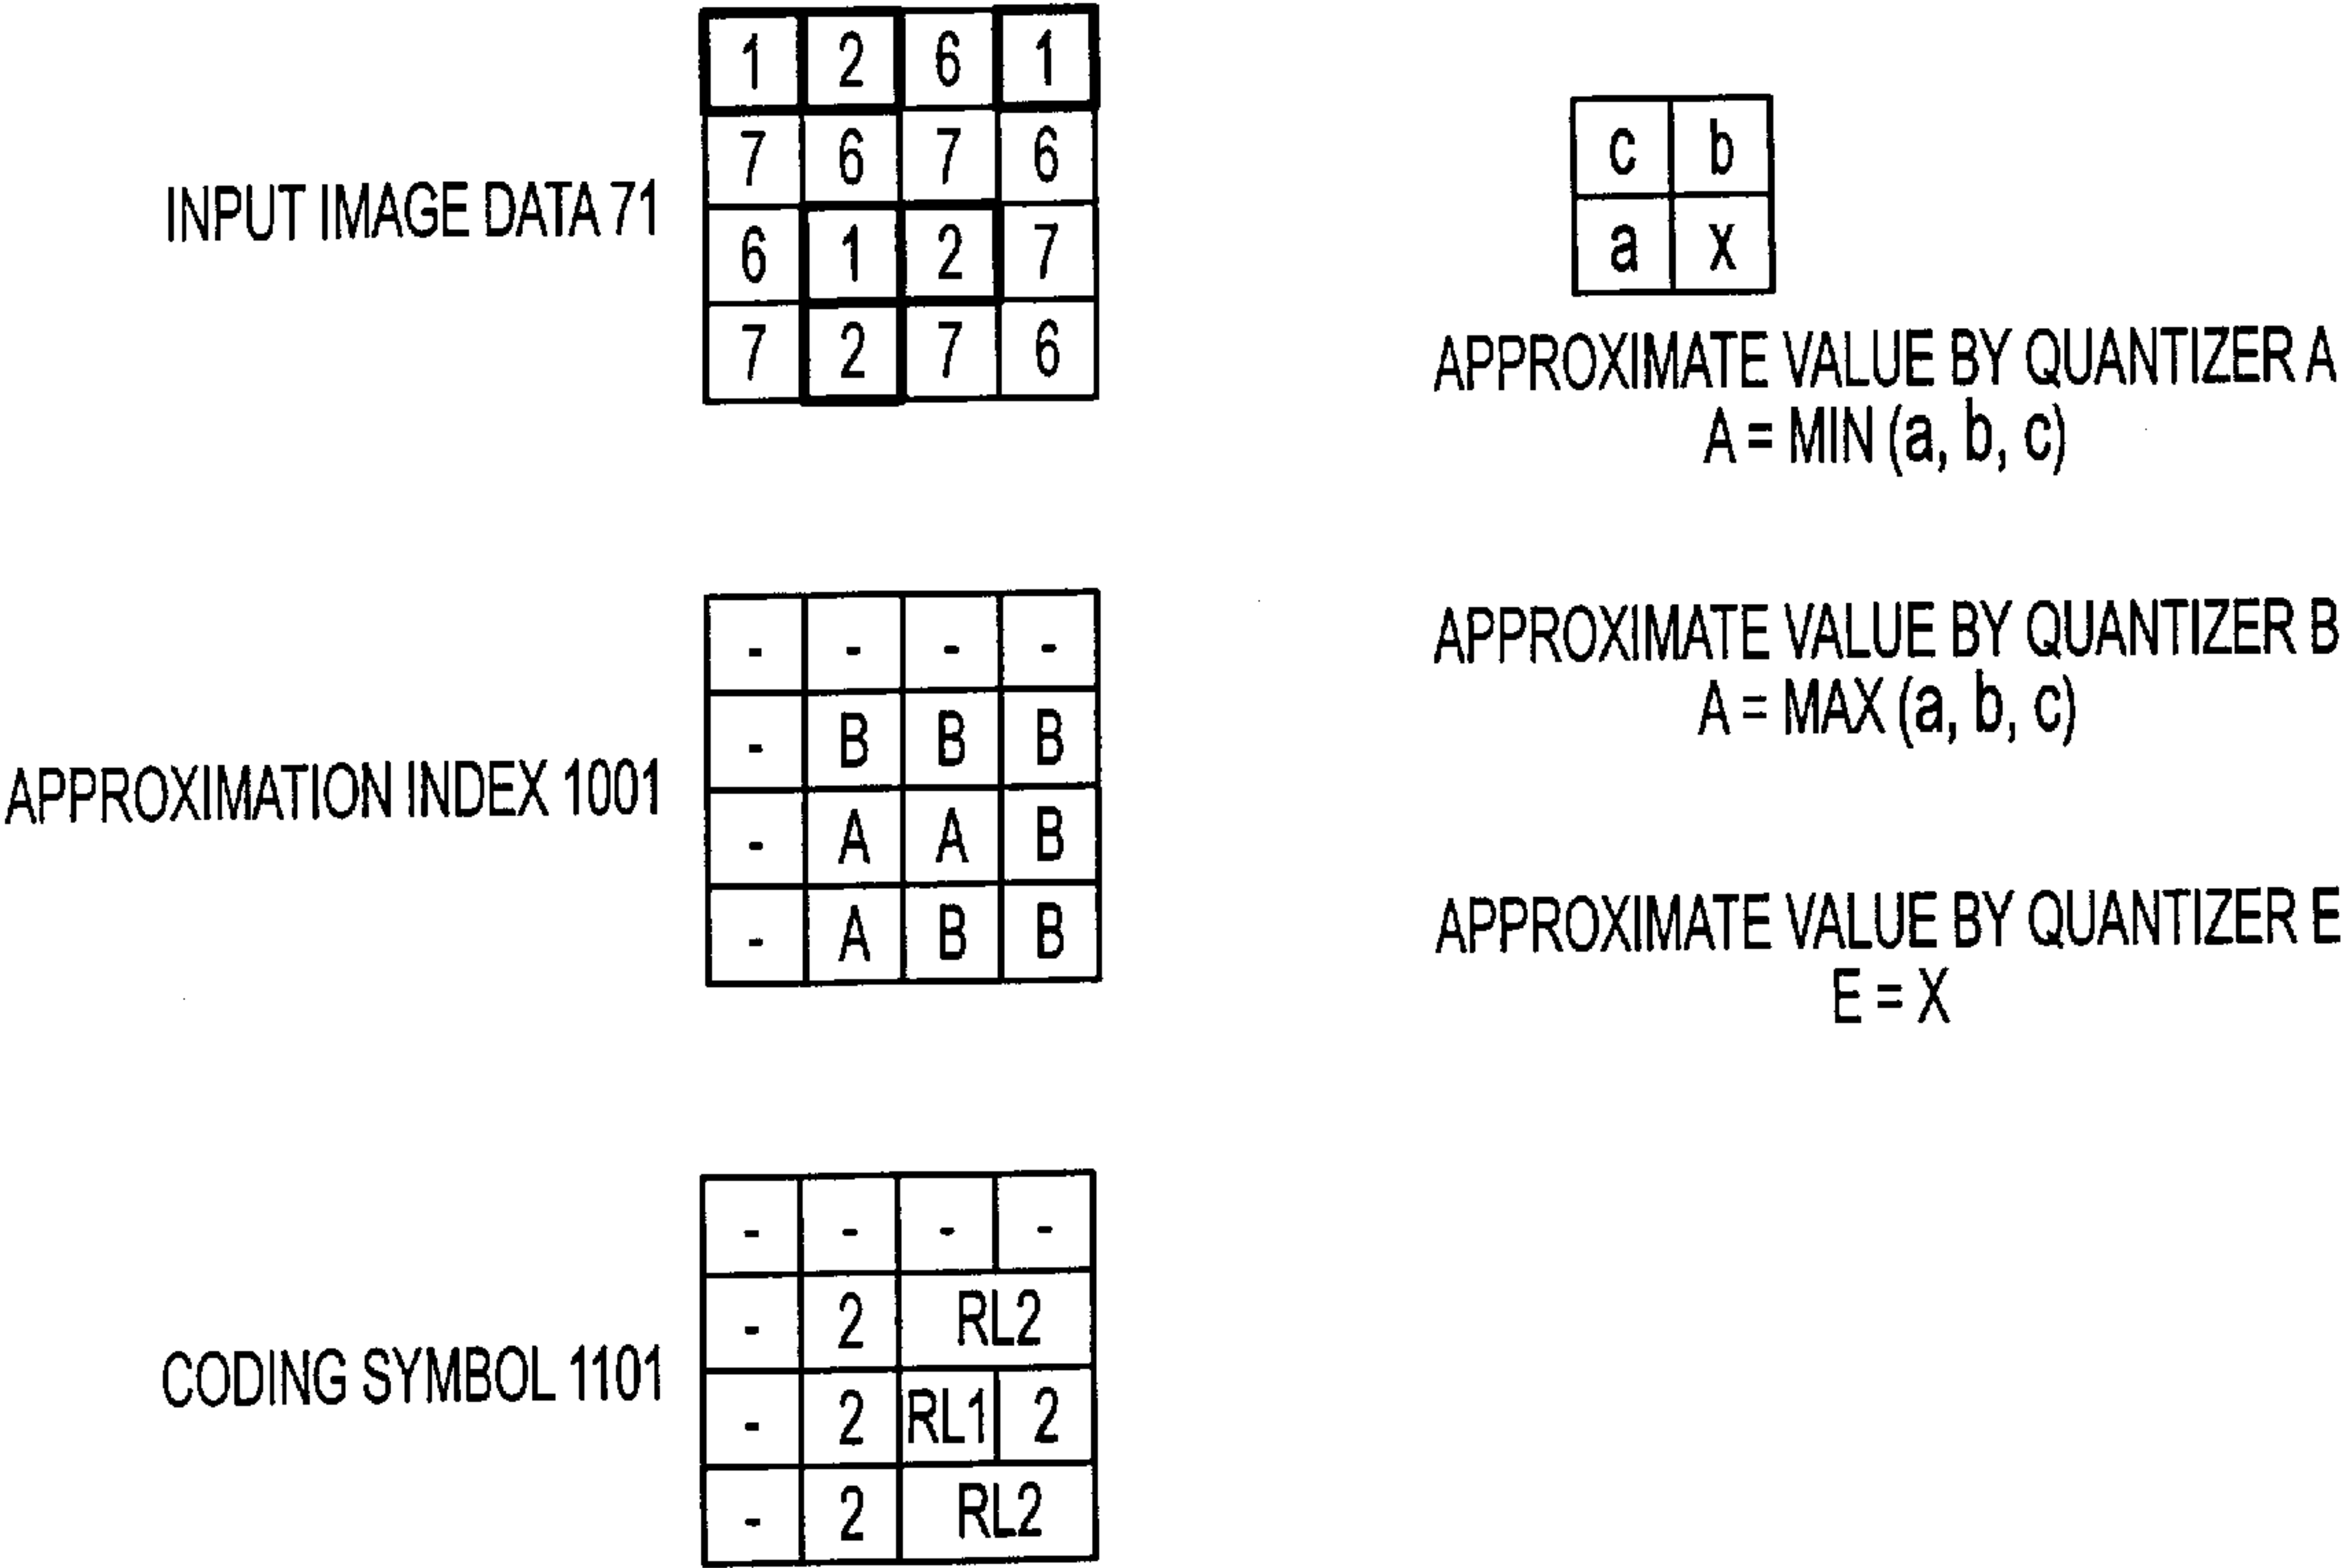 INPUT IMAGE DATA 71
1 2 6 1
7 6 7 6
6 1 2 7
7 2 7 6
c b
a x
APPROXIMATE VALUE BY QUANTIZER A
A = MIN (a, b, c)
APPROXIMATION INDEX 1001
- - - -
- B B B
- A A B
- A B B
APPROXIMATE VALUE BY QUANTIZER B
A = MAX (a, b, c)
APPROXIMATE VALUE BY QUANTIZER E
E = X
CODING SYMBOL 1101
- - - -
- 2 RL2
- 2 RL1 2
- 2 RL2